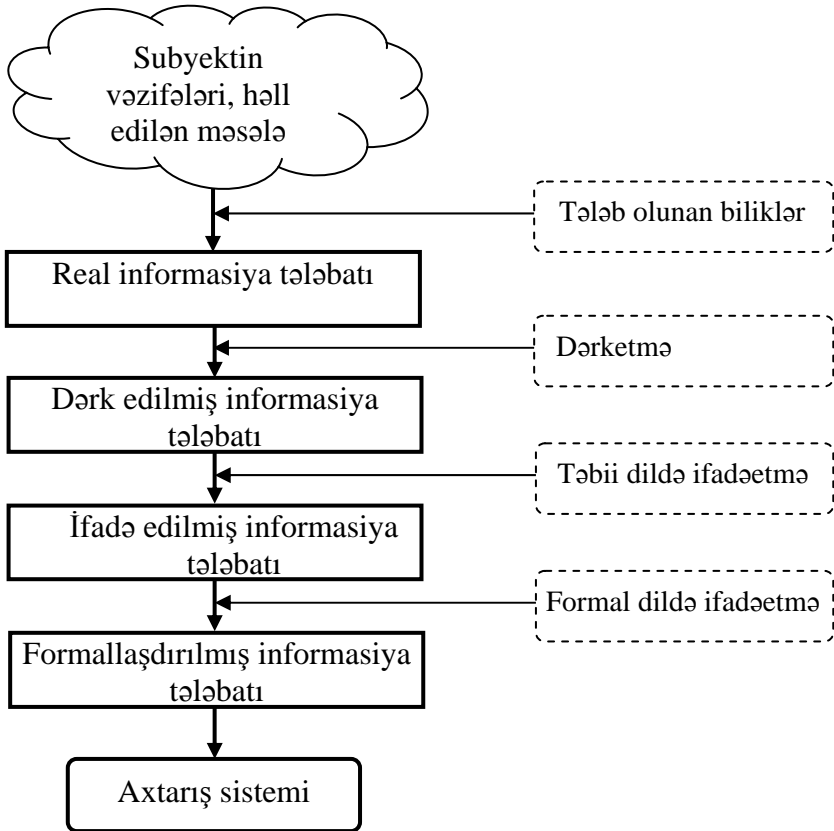 Subyektin
vəzifələri, həll
edilən məsələ
Tələb olunan biliklər
Real informasiya tələbatı
Dərketmə
Dərk edilmiş informasiya
tələbatı
Təbii dildə ifadəetmə
İfadə edilmiş informasiya
tələbatı
Formal dildə ifadəetmə
Formallaşdırılmış informasiya
tələbatı
Axtarış sistemi